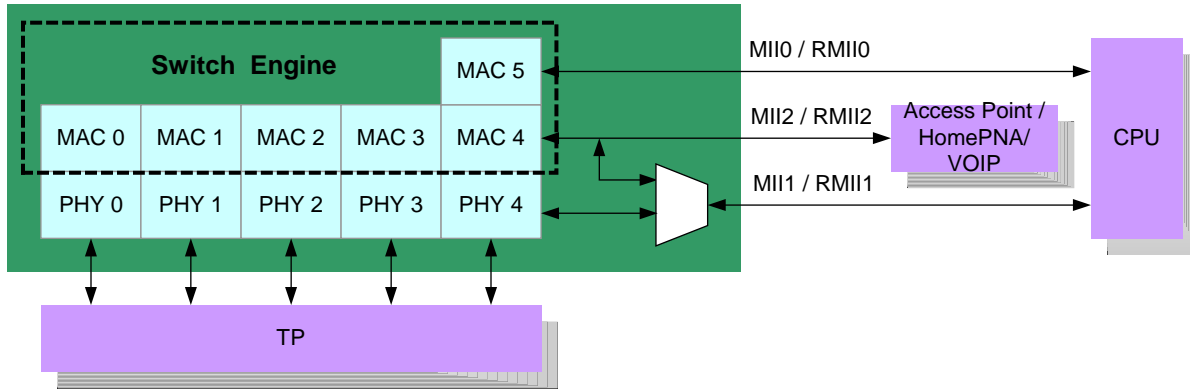 Switch Engine
MAC 5
MII0 / RMII0
MAC 0
MAC 1
MAC 2
MAC 3
MAC 4
MII2 / RMII2
Access Point /
HomePNA/
VOIP
CPU
PHY 0
PHY 1
PHY 2
PHY 3
PHY 4
MII1 / RMII1
TP